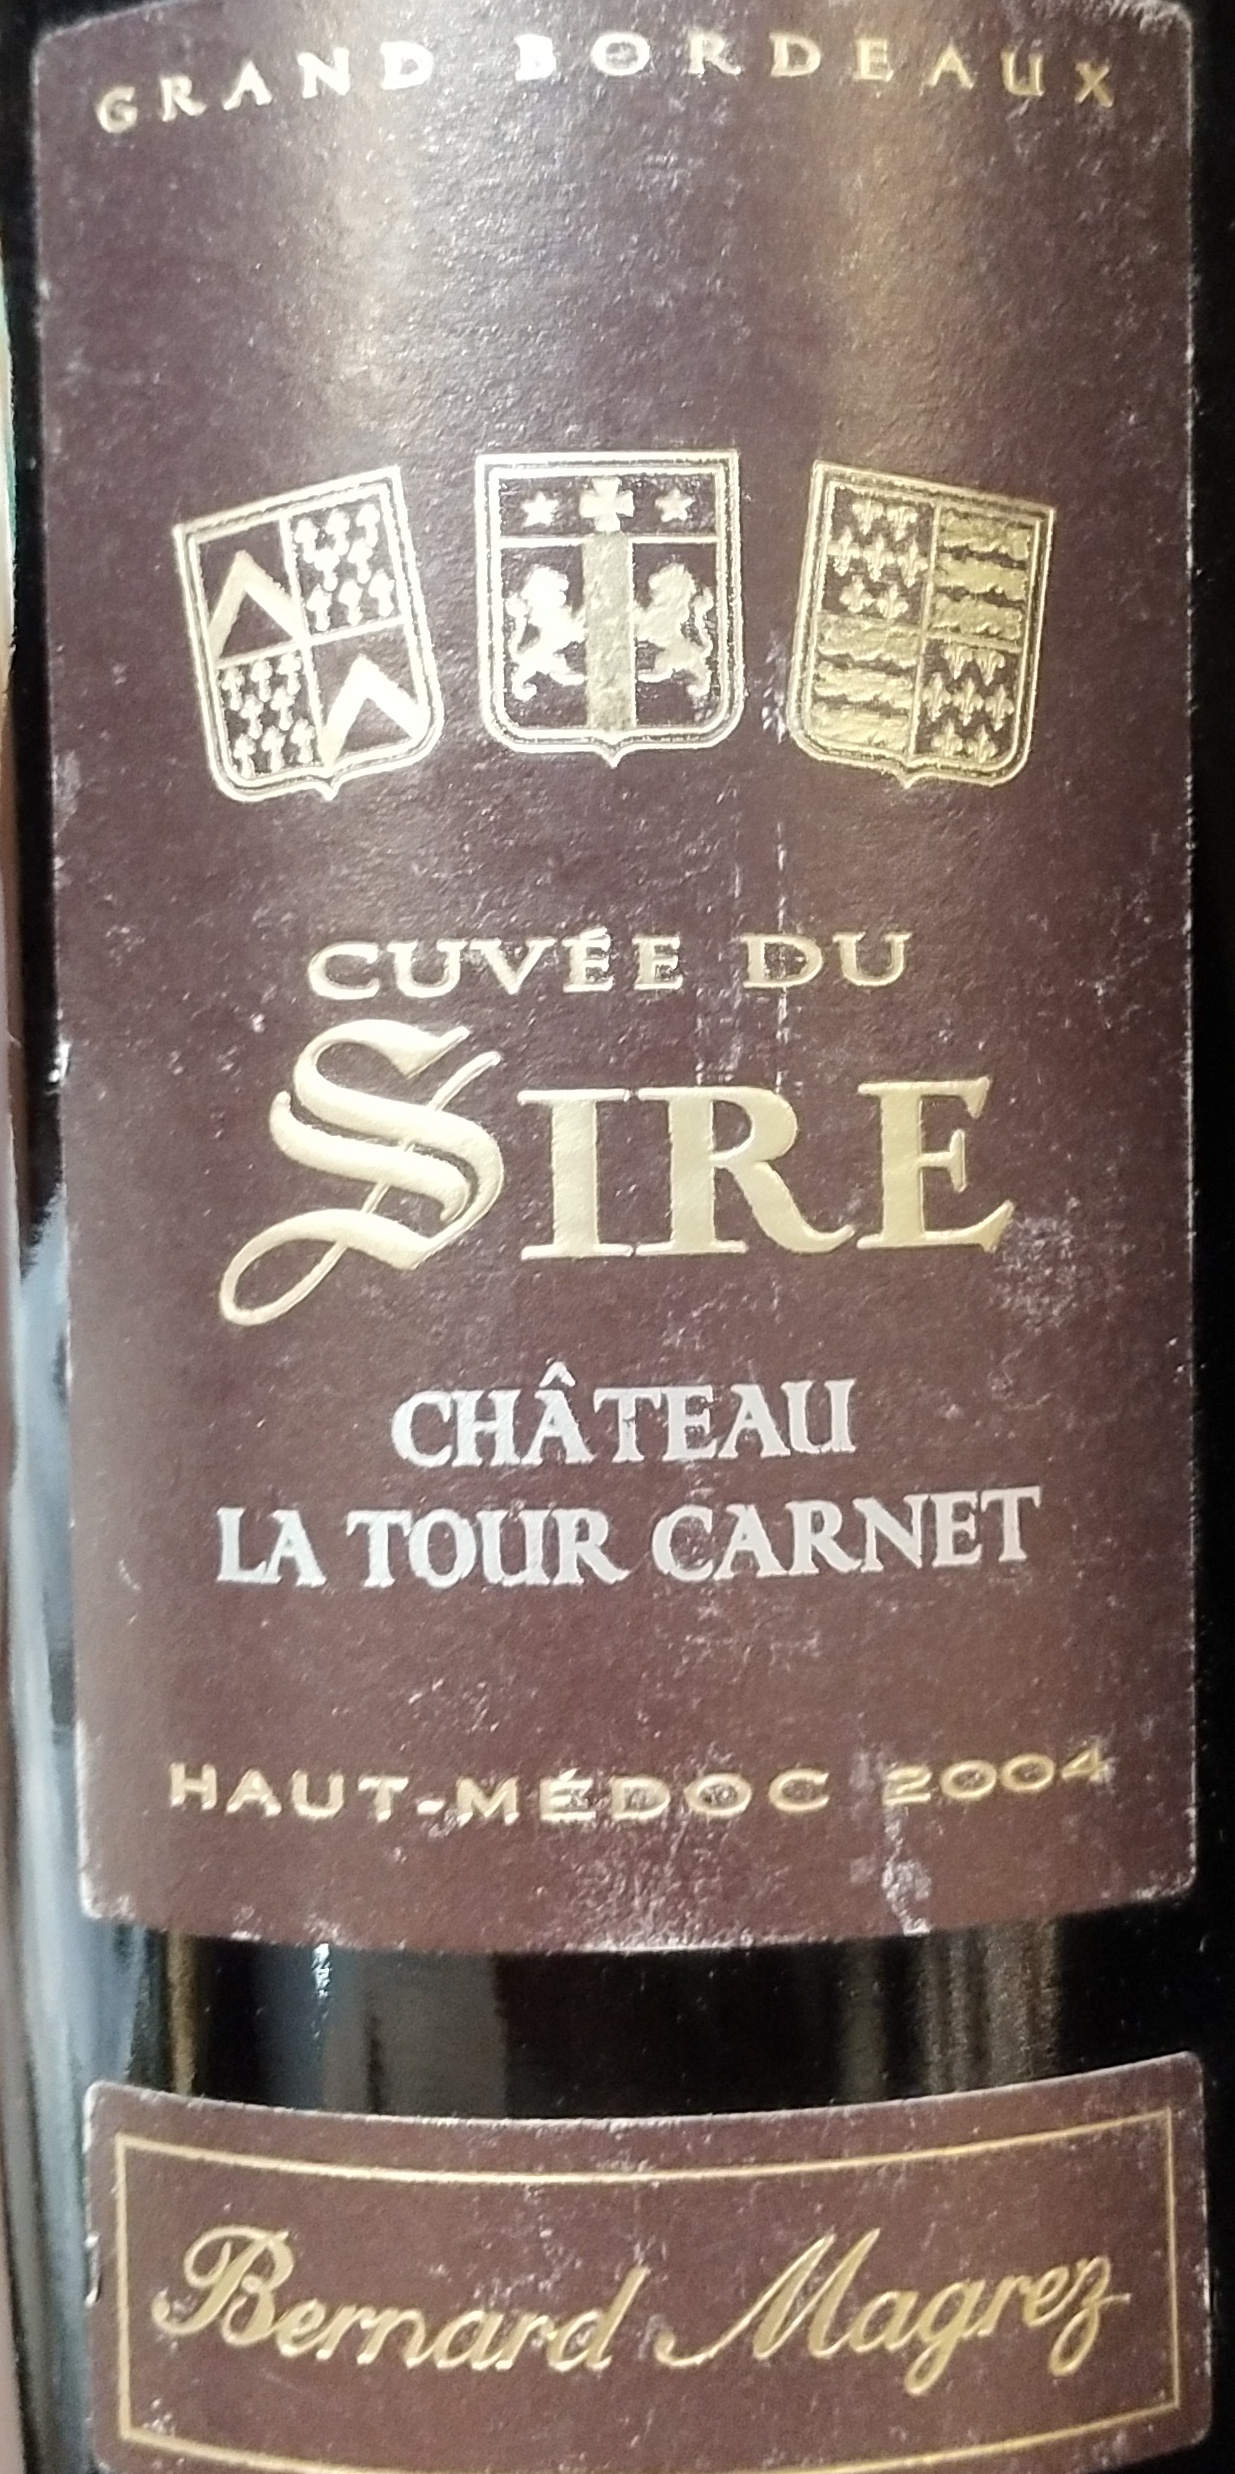 GRAND BORDEAUX
CUVÉE DU
SIRE
CHÂTEAU
LA TOUR CARNET
HAUT-MÉDOC 2004
Bernard Magrez